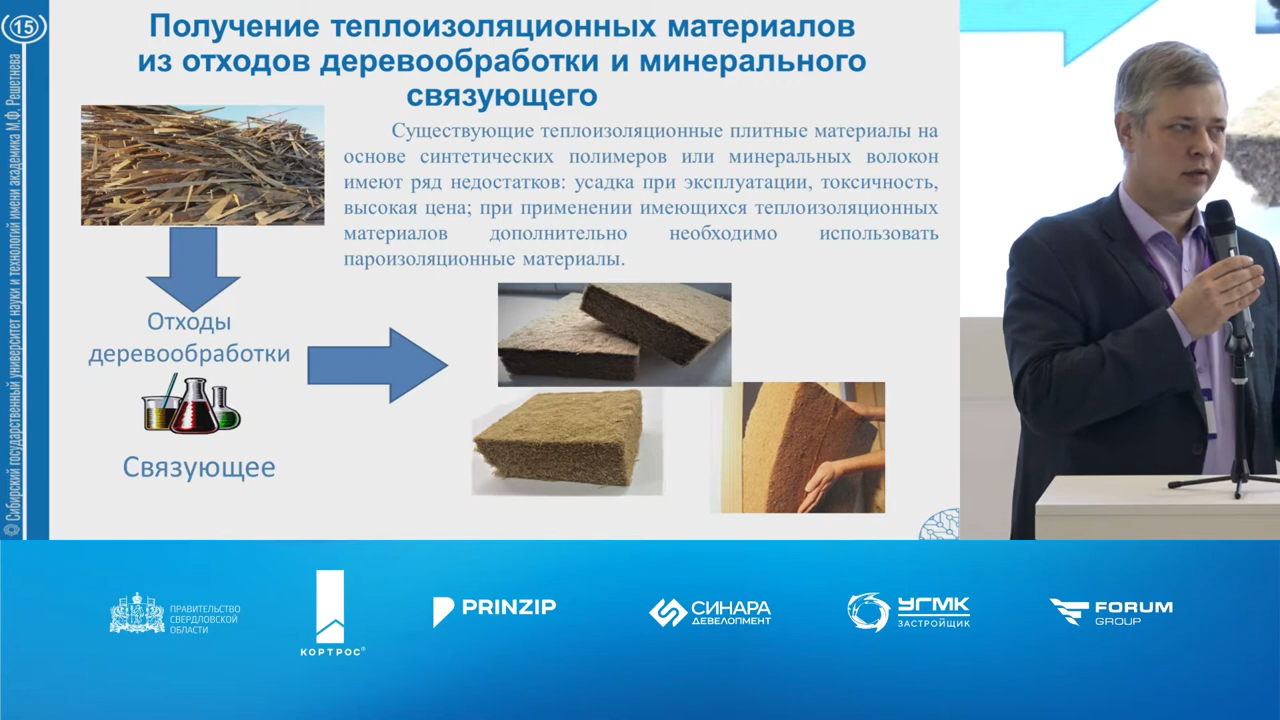 15
© Сибирский государственный университет науки и технологий имени академика М.Ф. Решетнева
Получение теплоизоляционных материалов
из отходов деревообработки и минерального
связующего
Существующие теплоизоляционные плитные материалы на
основе синтетических полимеров или минеральных волокон
имеют ряд недостатков: усадка при эксплуатации, токсичность,
высокая цена; при применении имеющихся теплоизоляционных
материалов дополнительно необходимо использовать
пароизоляционные материалы.
Отходы
деревообработки
Связующее
ПРАВИТЕЛЬСТВО
СВЕРДЛОВСКОЙ
ОБЛАСТИ
КОРТРОС®
PRINZIP
СИНАРА
ДЕВЕЛОПМЕНТ
УГМК
ЗАСТРОЙЩИК
FORUM
GROUP